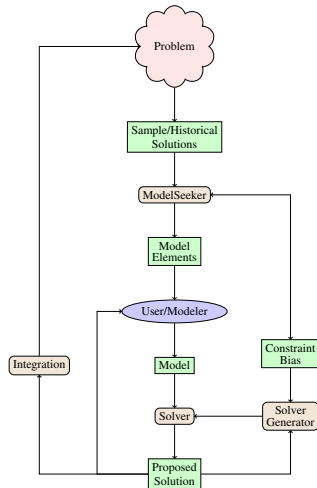 Problem
Sample/Historical
Solutions
ModelSeeker
Model
Elements
User/Modeler
Integration
Model
Constraint
Bias
Solver
Solver
Generator
Proposed
Solution